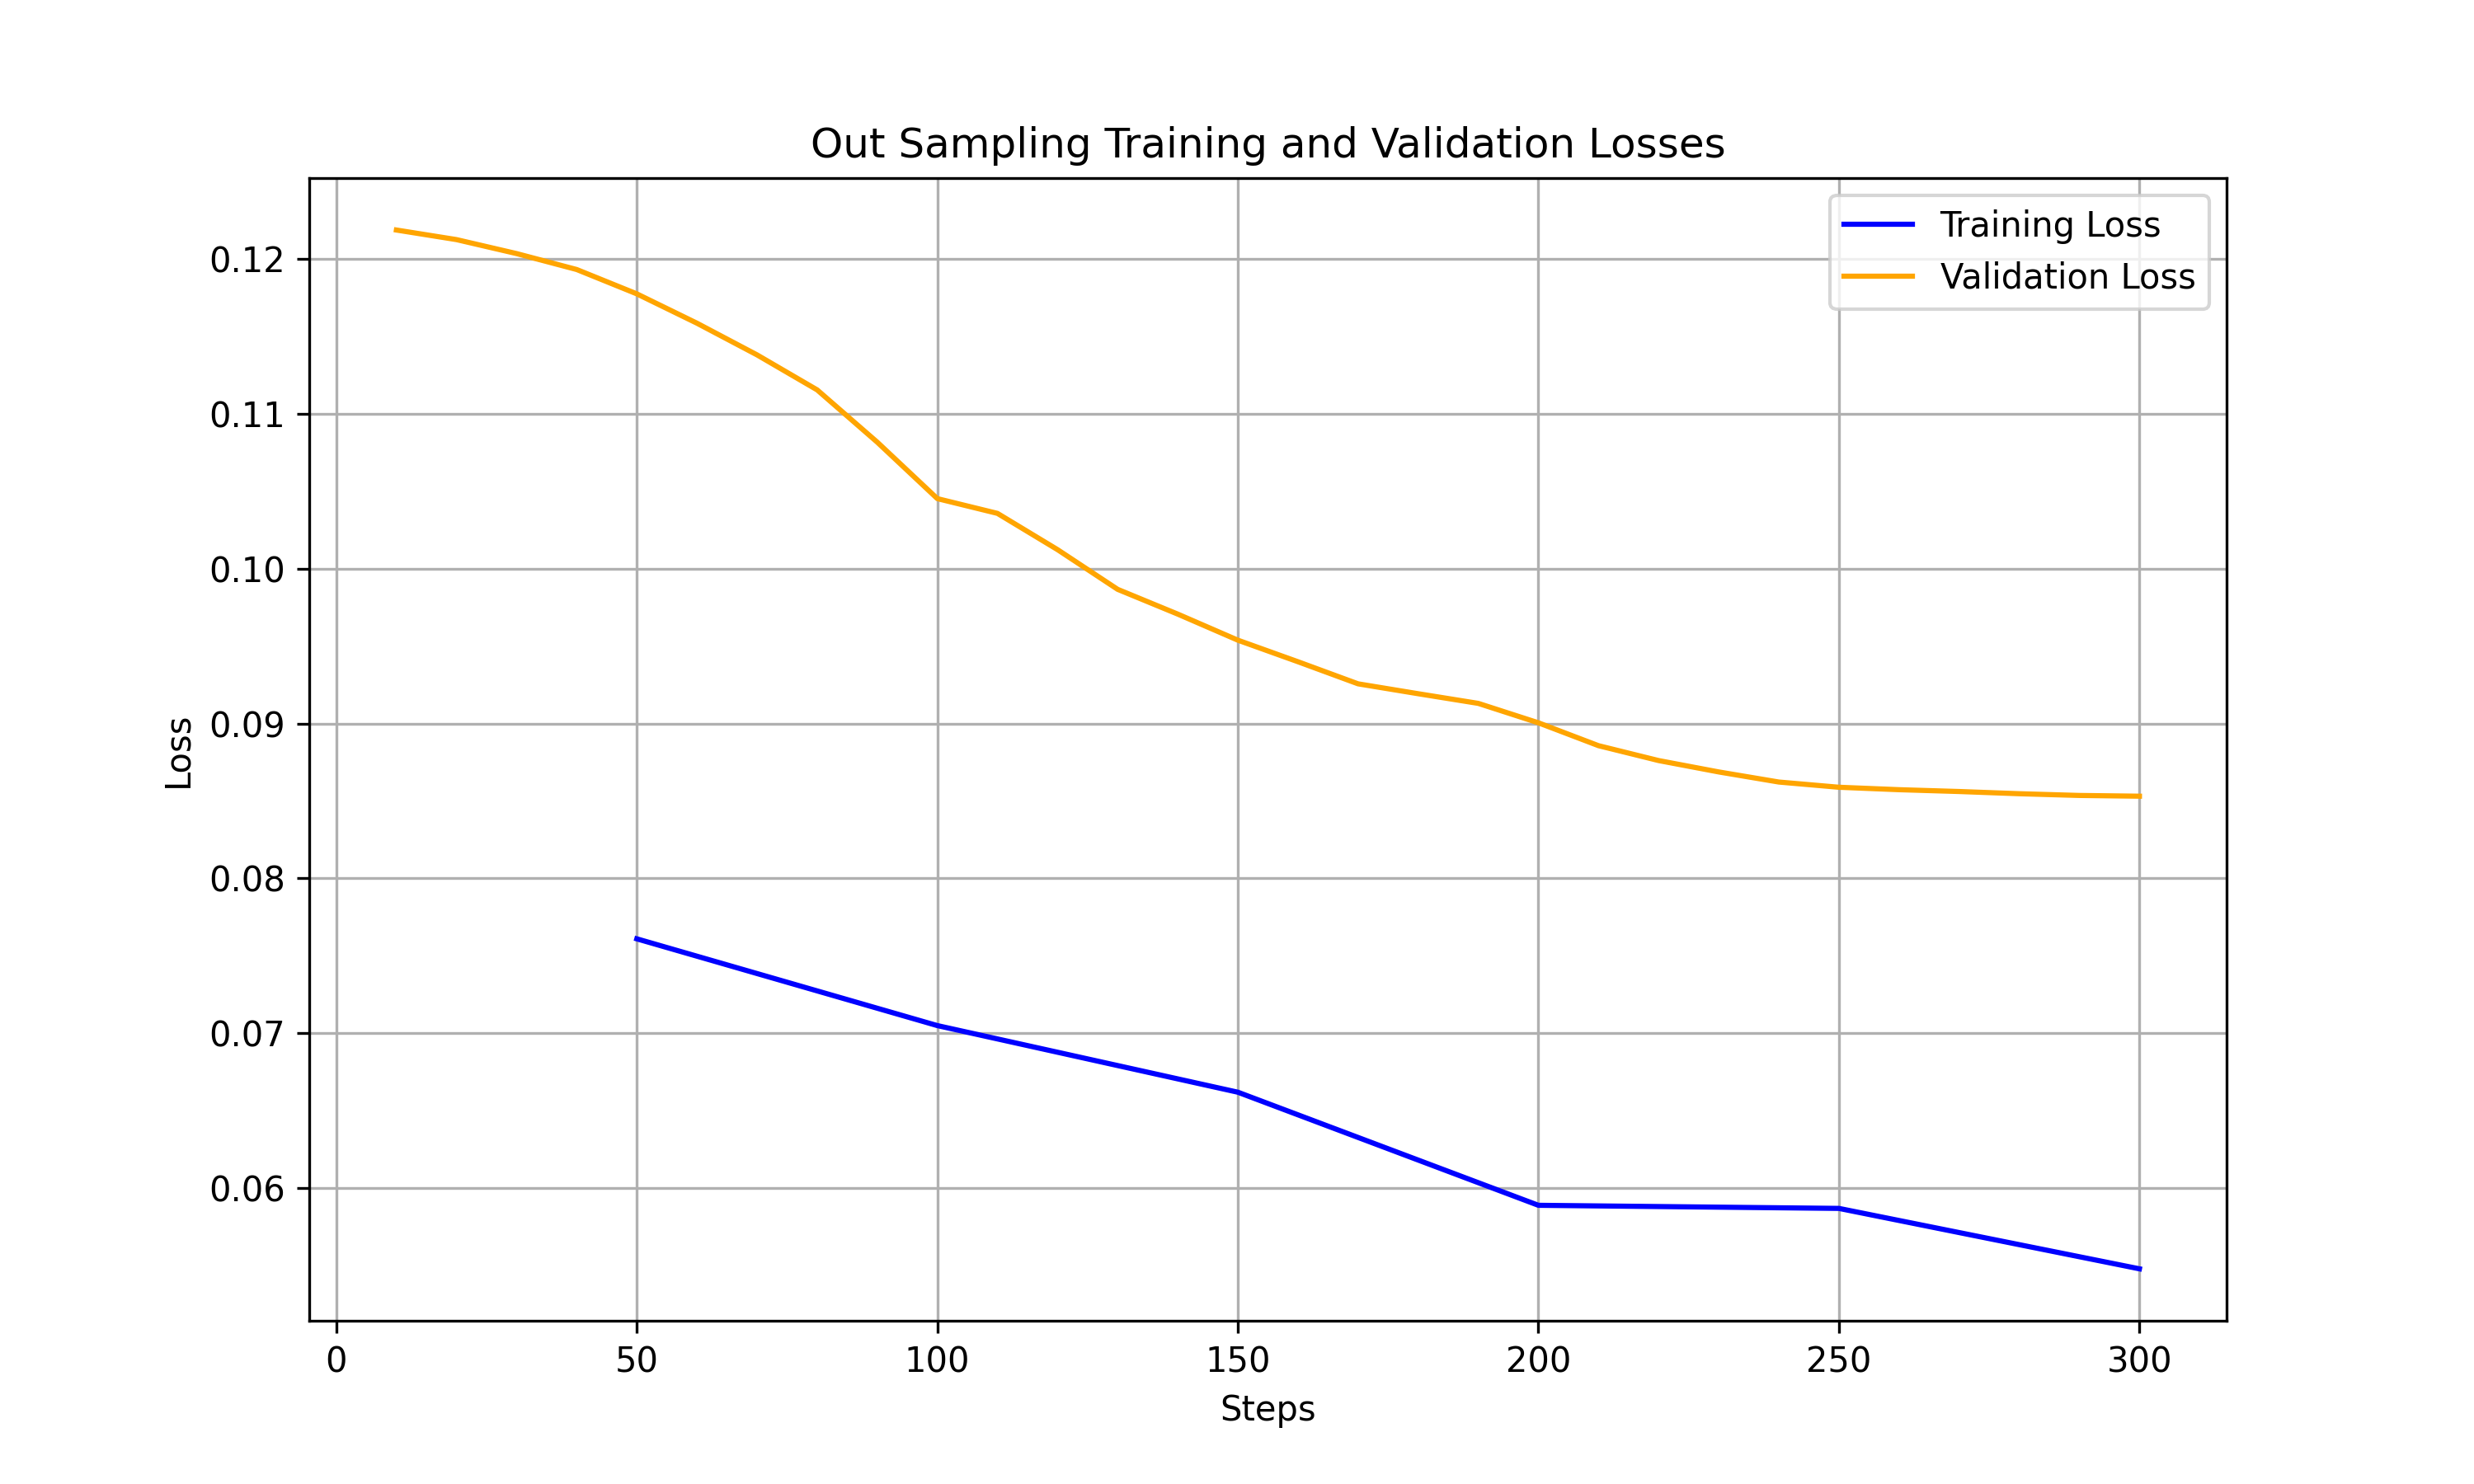 Out Sampling Training and Validation Losses
Training Loss
Validation Loss
0.12
0.11
0.10
0.09
0.08
0.07
0.06
Loss
0 50 100 150 200 250 300
Steps